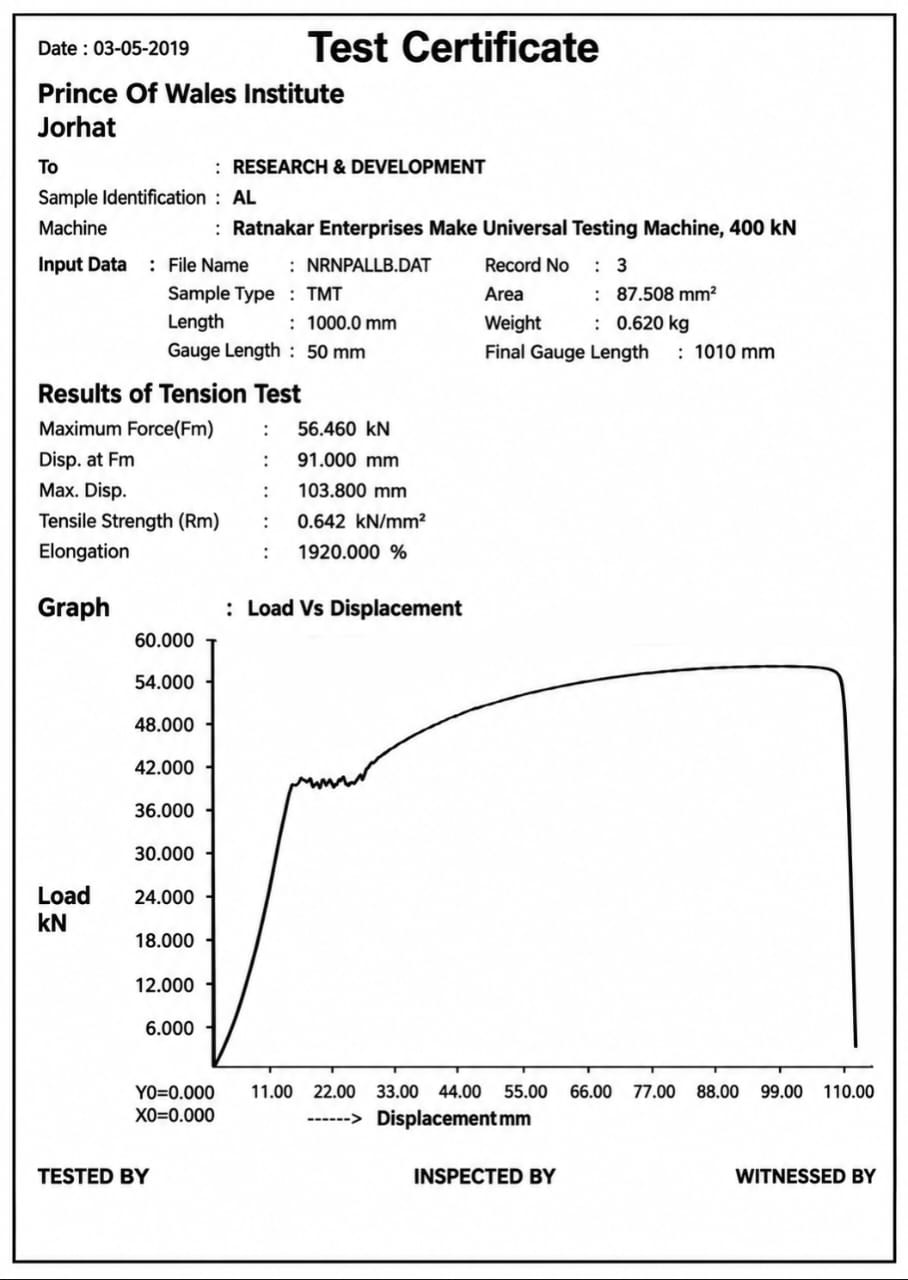 Date : 03-05-2019
Test Certificate
Prince Of Wales Institute
Jorhat
To : RESEARCH & DEVELOPMENT
Sample Identification : AL
Machine : Ratnakar Enterprises Make Universal Testing Machine, 400 kN
Input Data : File Name : NRNPALLB.DAT Record No : 3
Sample Type : TMT Area : 87.508 mm²
Length : 1000.0 mm Weight : 0.620 kg
Gauge Length : 50 mm Final Gauge Length : 1010 mm
Results of Tension Test
Maximum Force(Fm) : 56.460 kN
Disp. at Fm : 91.000 mm
Max. Disp. : 103.800 mm
Tensile Strength (Rm) : 0.642 kN/mm²
Elongation : 1920.000 %
Graph : Load Vs Displacement
60.000
54.000
48.000
42.000
36.000
30.000
Load 24.000
kN
18.000
12.000
6.000
Y0=0.000 11.00 22.00 33.00 44.00 55.00 66.00 77.00 88.00 99.00 110.00
X0=0.000 ------> Displacement mm
TESTED BY INSPECTED BY WITNESSED BY